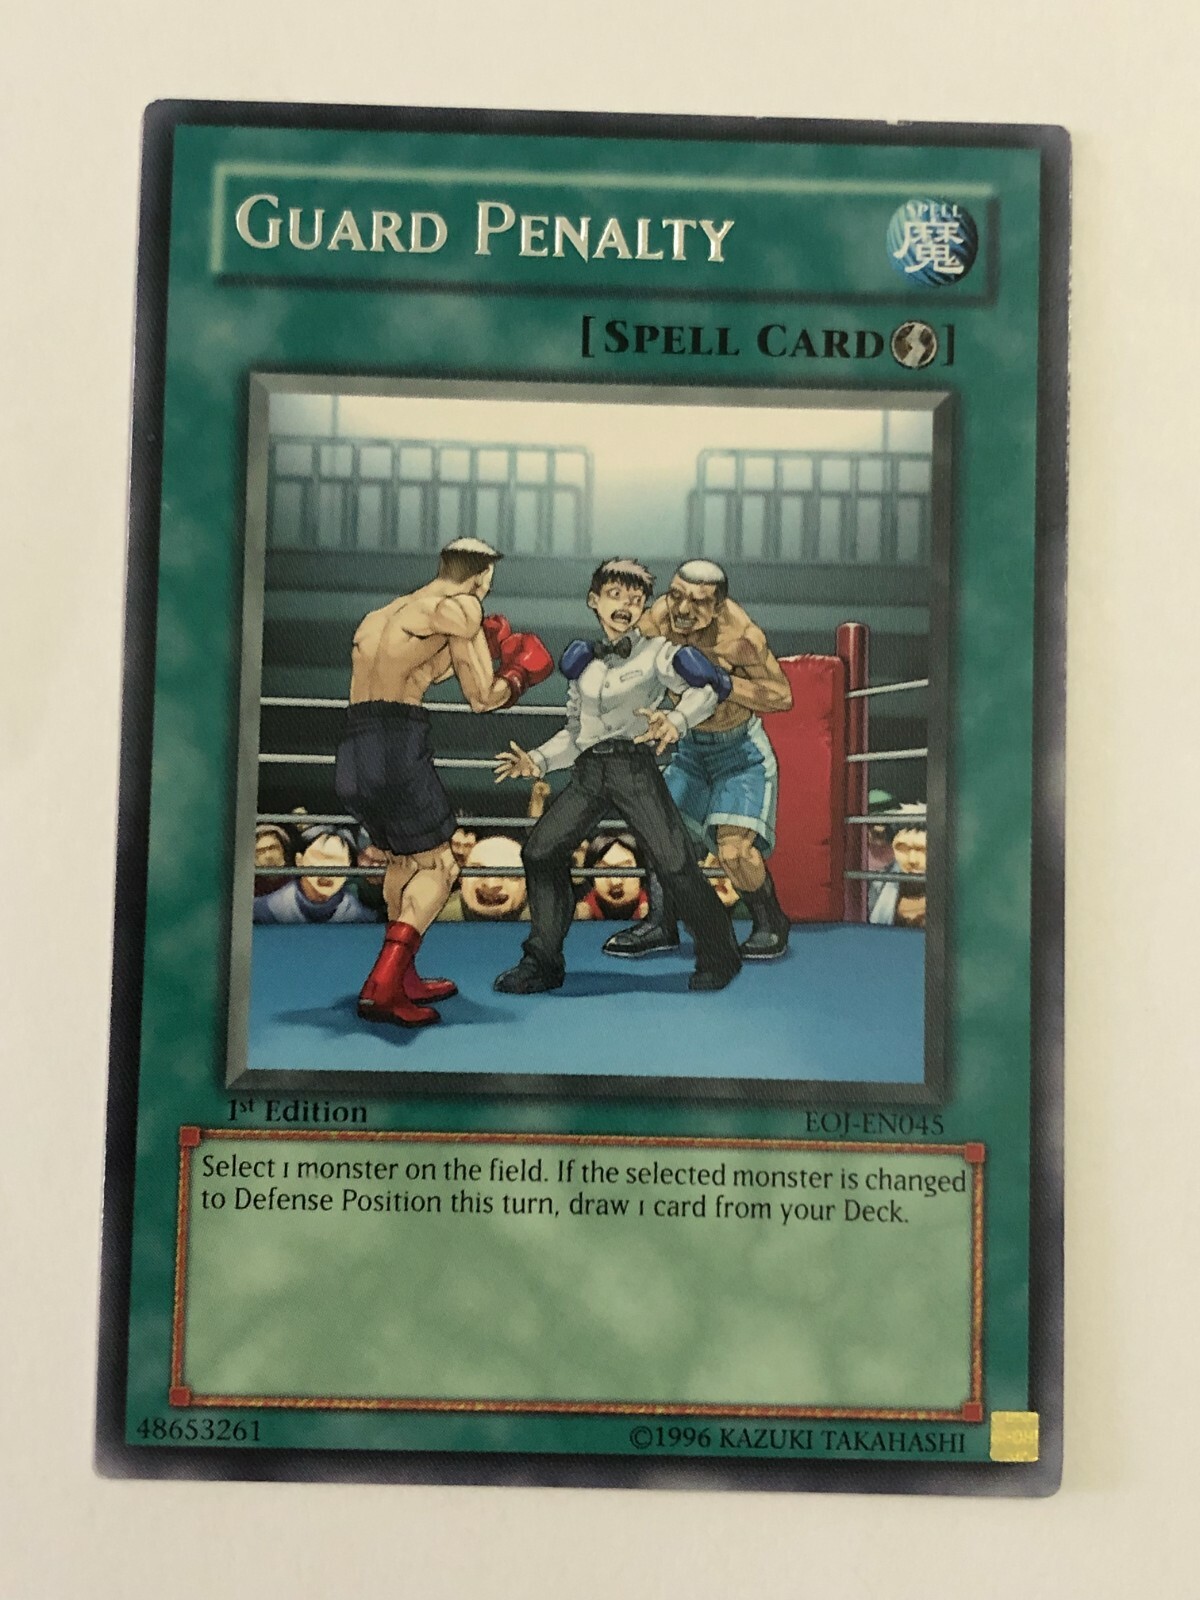 GUARD PENALTY
SPELL
魔
[SPELL CARD]
1st Edition
EOJ-EN045
Select 1 monster on the field. If the selected monster is changed
to Defense Position this turn, draw 1 card from your Deck.
48653261
©1996 KAZUKI TAKAHASHI